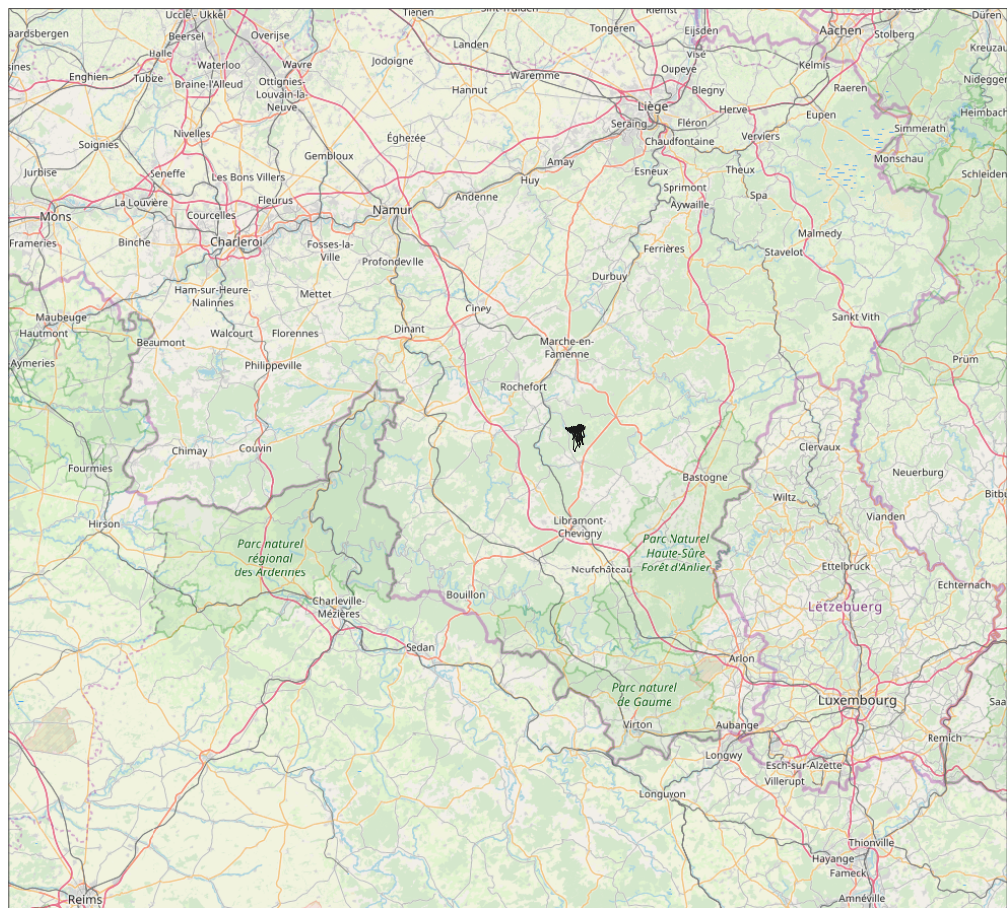 Uccle - Ukkel
Tienen
Riemst
Aachen
Düren
aardsbergen
Beersel
Overijse
Tongeren
Eijsden
Stolberg
Halle
Waterloo
Wavre
Landen
Visé
Kreuzau
Jodoigne
Waremme
Oupeye
Kelmis
Enghien
Tubize
Braine-l'Alleud
Ottignies-
Louvain-la-
Neuve
Hannut
Blegny
Raeren
Nidegge
Liège
Herve
Eupen
Heimbach
Nivelles
Éghezée
Seraing
Fléron
Verviers
Simmerath
Soignies
Gembloux
Chaudfontaine
Monschau
Jurbise
Seneffe
Les Bons Villers
Amay
Esneux
Theux
Schleiden
Huy
Sprimont
Spa
La Louvière
Fleurus
Andenne
Aywaille
Mons
Courcelles
Namur
Malmedy
Frameries
Binche
Charleroi
Fosses-la-
Ville
Ferrières
Stavelot
Profondeville
Durbuy
Ham-sur-Heure-
Nalinnes
Mettet
Ciney
Sankt Vith
Maubeuge
Hautmont
Walcourt
Florennes
Dinant
Beaumont
Marche-en-
Famenne
Prüm
Aymeries
Philippeville
Rochefort
Chimay
Couvin
Clervaux
Fourmies
Bastogne
Neuerburg
Wiltz
Bitb
Vianden
Hirson
Libramont-
Chevigny
Parc naturel
régional
des Ardennes
Parc Naturel
Haute-Sûre
Forêt d'Anlier
Neufchâteau
Ettelbruck
Echternach
Bouillon
Charleville-
Mézières
Lëtzebuerg
Sedan
Arlon
Parc naturel
de Gaume
Luxembourg
Saa
Virton
Aubange
Remich
Longwy
Esch-sur-Alzette
Villerupt
Longuyon
Thionville
Hayange
Fameck
Reims
Amnéville